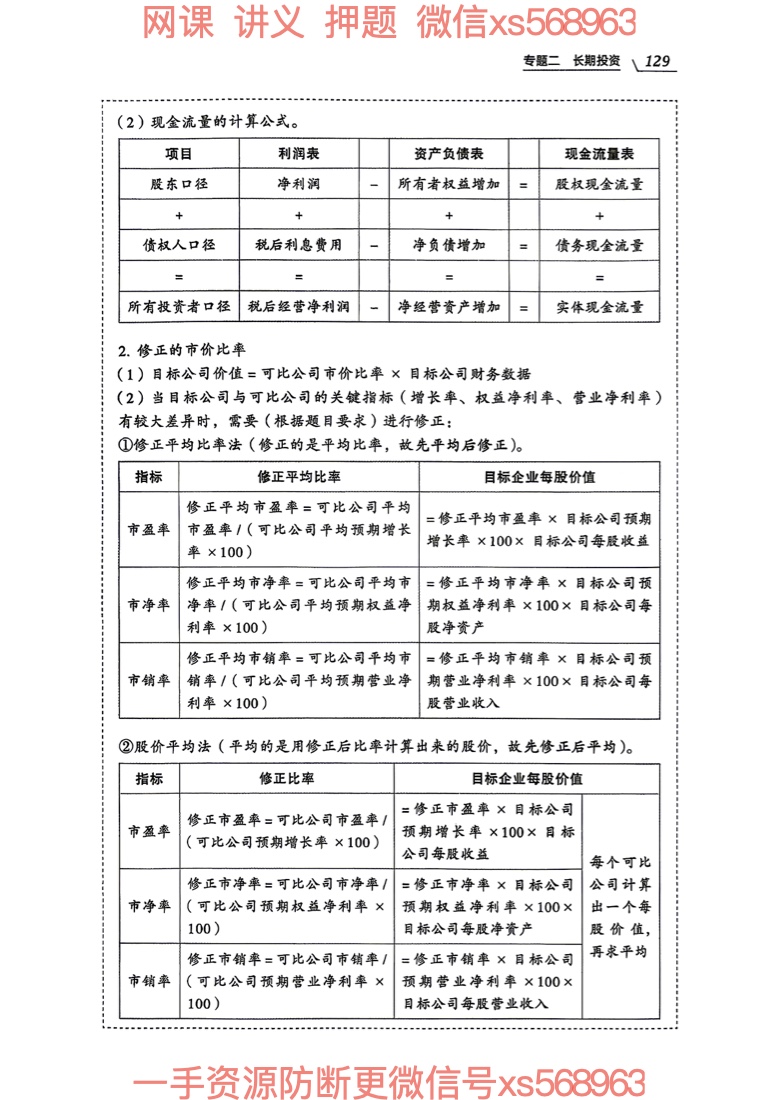 网课 讲义 押题 微信xs568963
专题二 长期投资 129
(2)现金流量的计算公式。
项目 利润表 资产负债表 现金流量表
股东口径 净利润 - 所有者权益增加 = 股权现金流量
+ + + +
债权人口径 税后利息费用 - 净负债增加 = 债务现金流量
= = = =
所有投资者口径 税后经营净利润 - 净经营资产增加 = 实体现金流量
2. 修正的市价比率
(1)目标公司价值=可比公司市价比率×目标公司财务数据
(2)当目标公司与可比公司的关键指标(增长率、权益净利率、营业净利率)
有较大差异时,需要(根据题目要求)进行修正:
①修正平均比率法(修正的是平均比率,故先平均后修正)。
指标 修正平均比率 目标企业每股价值
市盈率
修正平均市盈率=可比公司平均
市盈率/(可比公司平均预期增长
率×100)
=修正平均市盈率×目标公司预期
增长率×100×目标公司每股收益
市净率
修正平均市净率=可比公司平均市
净率/(可比公司平均预期权益净
利率×100)
=修正平均市净率×目标公司预
期权益净利率×100×目标公司每
股净资产
市销率
修正平均市销率=可比公司平均市
销率/(可比公司平均预期营业净
利率×100)
=修正平均市销率×目标公司预
期营业净利率×100×目标公司每
股营业收入
②股价平均法(平均的是用修正后比率计算出来的股价,故先修正后平均)。
指标 修正比率 目标企业每股价值
市盈率
修正市盈率=可比公司市盈率/
(可比公司预期增长率×100)
=修正市盈率×目标公司
预期增长率×100×目标
公司每股收益
市净率
修正市净率=可比公司市净率/
(可比公司预期权益净利率×
100)
=修正市净率×目标公司
预期权益净利率×100×
目标公司每股净资产
市销率
修正市销率=可比公司市销率/
(可比公司预期营业净利率×
100)
=修正市销率×目标公司
预期营业净利率×100×
目标公司每股营业收入
每个可比
公司计算
出一个每
股价值,
再求平均
一手资源防断更微信号xs568963